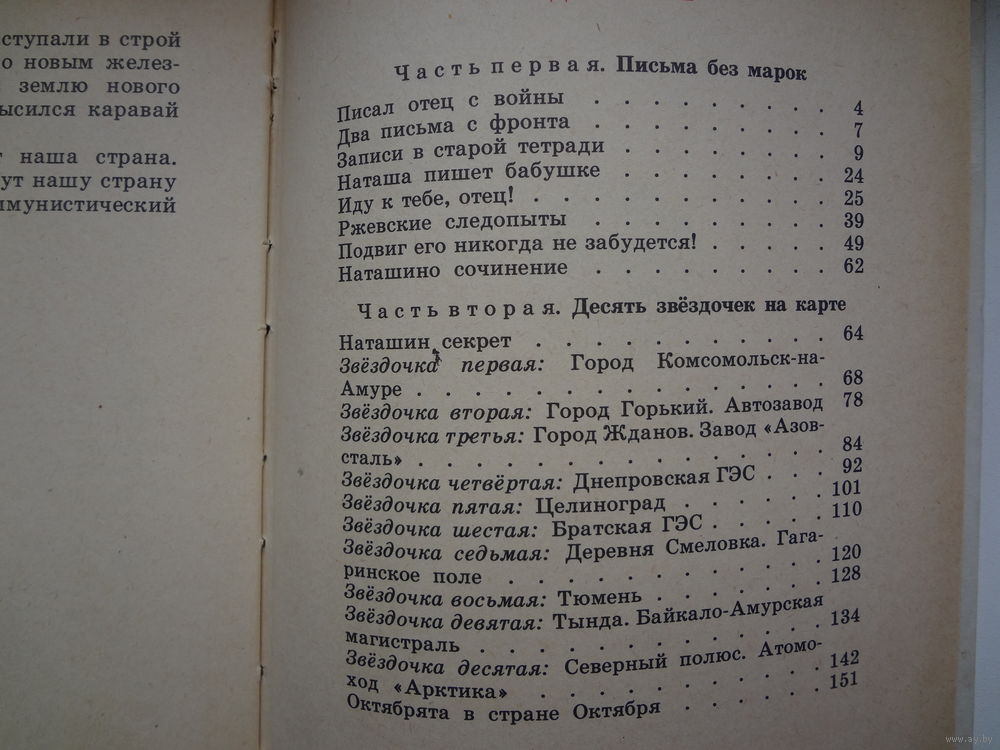 ступали в строй
о новым желез-
землю нового
ысился каравай
наша страна.
ут нашу страну
ммунистический
Часть первая. Письма без марок
Писал отец с войны . . . . . . . . . 4
Два письма с фронта . . . . . . . . . 7
Записи в старой тетради . . . . . . . . 9
Наташа пишет бабушке . . . . . . . . 24
Иду к тебе, отец! . . . . . . . . . . . 25
Ржевские следопыты . . . . . . . . . 39
Подвиг его никогда не забудется! . . . . . 49
Наташино сочинение . . . . . . . . . 62
Часть вторая. Десять звёздочек на карте
Наташин секрет . . . . . . . . . . . 64
Звёздочка первая: Город Комсомольск-на-
Амуре . . . . . . . . . . . . . . . 68
Звёздочка вторая: Город Горький. Автозавод 78
Звёздочка третья: Город Жданов. Завод «Азов-
сталь» . . . . . . . . . . . . . . . 84
Звёздочка четвёртая: Днепровская ГЭС . . . 92
Звёздочка пятая: Целиноград . . . . . . 101
Звёздочка шестая: Братская ГЭС . . . . . 110
Звёздочка седьмая: Деревня Смеловка. Гага-
ринское поле . . . . . . . . . . . . 120
Звёздочка восьмая: Тюмень . . . . . . . 128
Звёздочка девятая: Тында. Байкало-Амурская
магистраль . . . . . . . . . . . . . 134
Звёздочка десятая: Северный полюс. Атомо-
ход «Арктика» . . . . . . . . . . . 142
Октябрята в стране Октября . . . . . . 151
www.ay.by